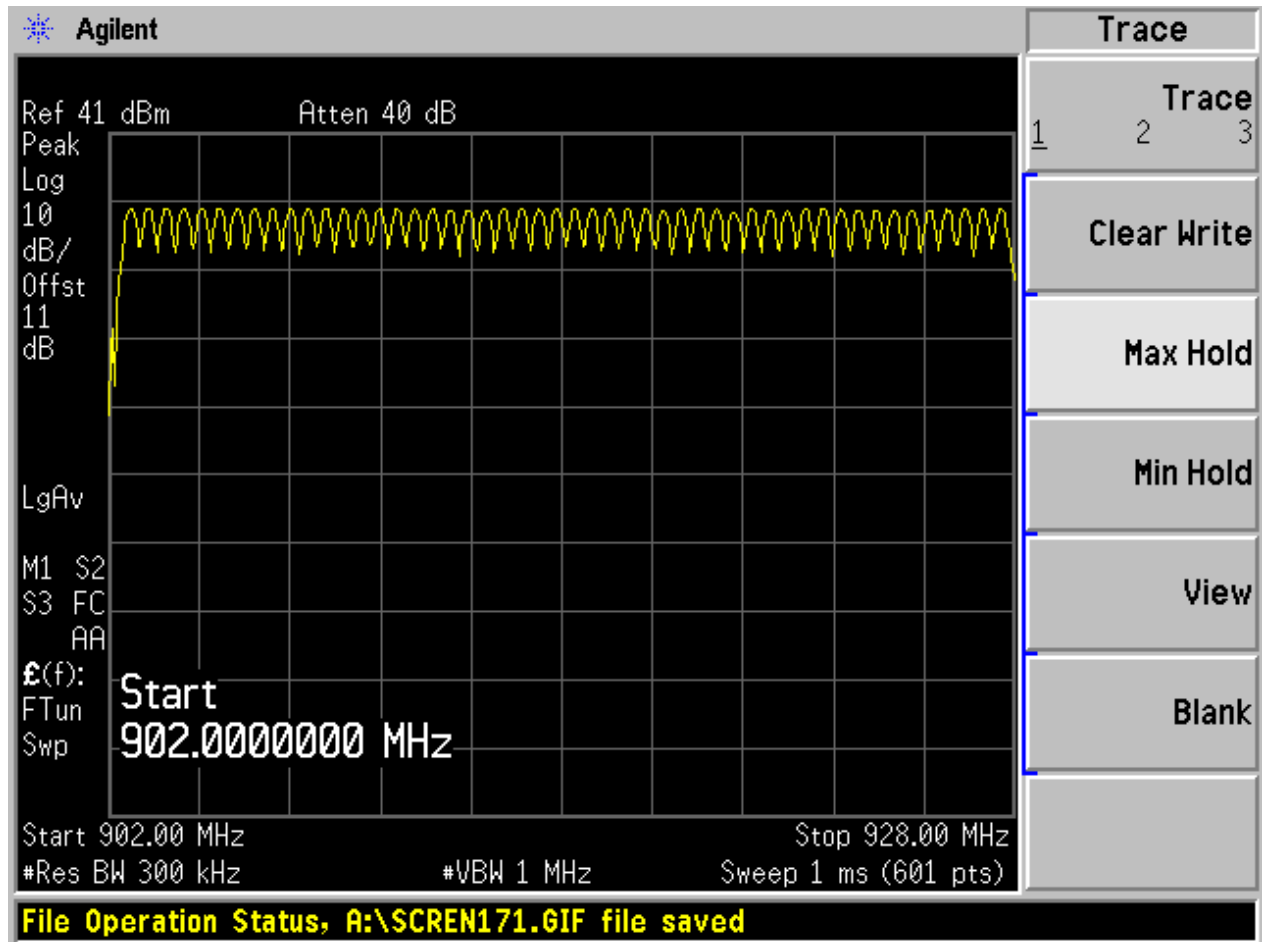 Agilent
Trace
Ref 41 dBm Atten 40 dB
Peak
Log
10
dB/
Offst
11
dB
LgAv
M1 S2
S3 FC
AA
£(f):
FTun
Swp
Start
902.0000000 MHz
Start 902.00 MHz Stop 928.00 MHz
#Res BW 300 kHz #VBW 1 MHz Sweep 1 ms (601 pts)
File Operation Status, A:\SCREN171.GIF file saved
Trace
1 2 3
Clear Write
Max Hold
Min Hold
View
Blank